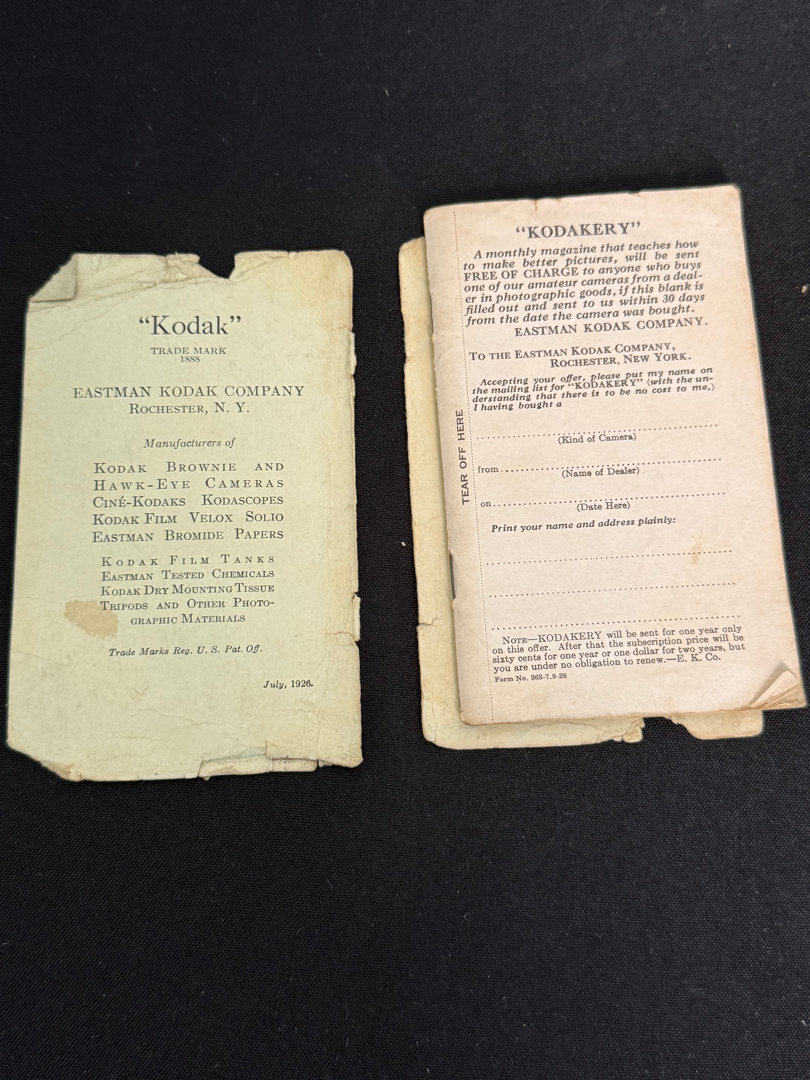 “Kodak”
TRADE MARK
1888
EASTMAN KODAK COMPANY
ROCHESTER, N. Y.
Manufacturers of
KODAK BROWNIE AND
HAWK-EYE CAMERAS
CINÉ-KODAKS KODASCOPES
KODAK FILM VELOX SOLIO
EASTMAN BROMIDE PAPERS
KODAK FILM TANKS
EASTMAN TESTED CHEMICALS
KODAK DRY MOUNTING TISSUE
TRIPODS AND OTHER PHOTO-
GRAPHIC MATERIALS
Trade Marks Reg. U. S. Pat. Off.
July, 1926.
“KODAKERY”
A monthly magazine that teaches how
to make better pictures, will be sent
FREE OF CHARGE to anyone who buys
one of our amateur cameras from a deal-
er in photographic goods, if this blank is
filled out and sent to us within 30 days
from the date the camera was bought.
EASTMAN KODAK COMPANY.
TO THE EASTMAN KODAK COMPANY,
ROCHESTER, NEW YORK.
Accepting your offer, please put my name on
the mailing list for “KODAKERY” (with the un-
derstanding that there is to be no cost to me,)
I having bought a
(Kind of Camera)
from
(Name of Dealer)
on
(Date Here)
Print your name and address plainly:
NOTE—KODAKERY will be sent for one year only
on this offer. After that the subscription price will be
sixty cents for one year or one dollar for two years, but
you are under no obligation to renew.—E. K. Co.
Form No. 363-7.9-26
TEAR OFF HERE